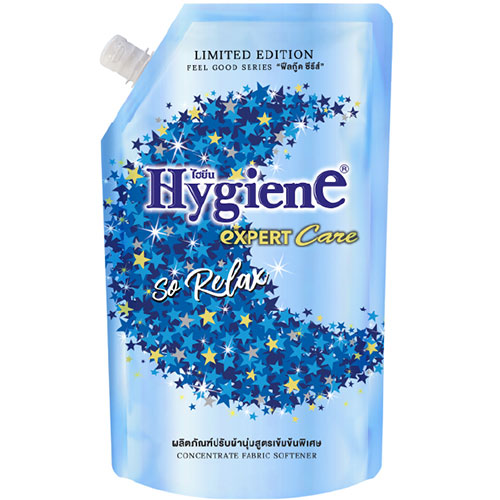 LIMITED EDITION
FEEL GOOD SERIES "ฟีลกู๊ด ซีรีส์"
ไฮยีน
Hygiene®
EXPERT Care
So Relax
ผลิตภัณฑ์ปรับผ้านุ่มสูตรเข้มข้นพิเศษ
CONCENTRATE FABRIC SOFTENER